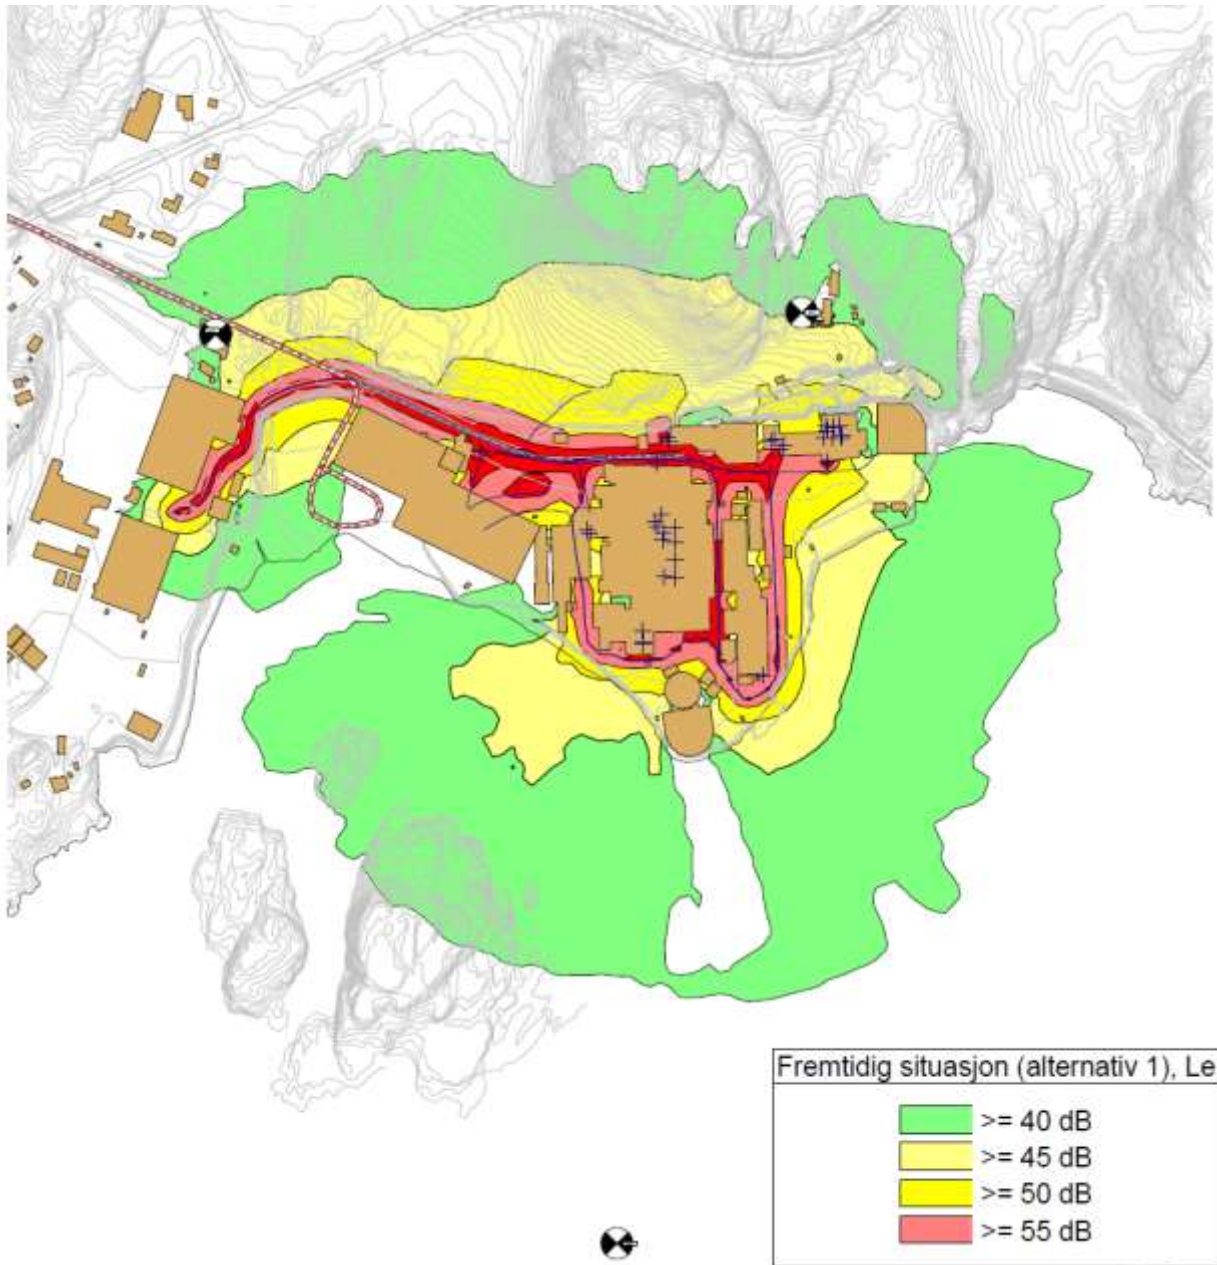 Fremtidig situasjon (alternativ 1), Le
>= 40 dB
>= 45 dB
>= 50 dB
>= 55 dB